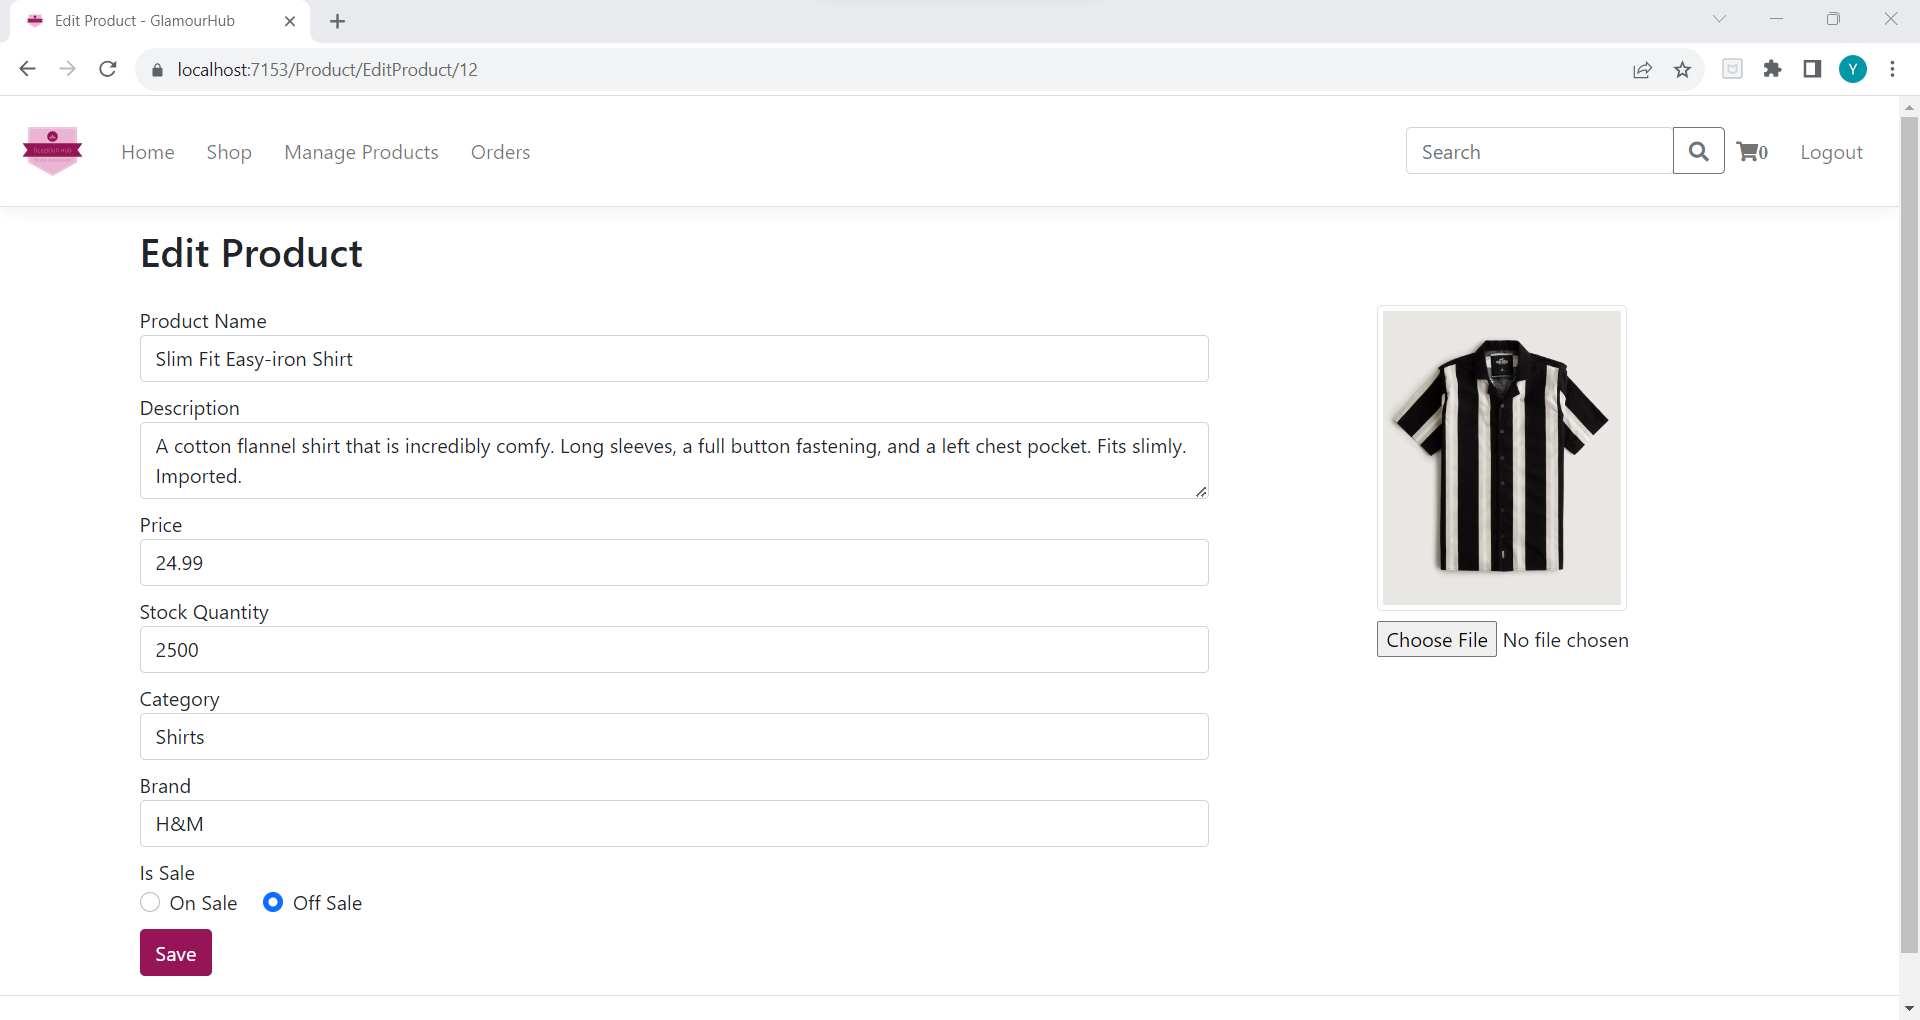 Edit Product - GlamourHub
localhost:7153/Product/EditProduct/12
Y
GLAMOUR HUB
Home
Shop
Manage Products
Orders
Search
0
Logout
Edit Product
Product Name
Slim Fit Easy-iron Shirt
Description
A cotton flannel shirt that is incredibly comfy. Long sleeves, a full button fastening, and a left chest pocket. Fits slimly.
Imported.
Price
24.99
Stock Quantity
2500
Category
Shirts
Brand
H&M
Is Sale
On Sale
Off Sale
Save
Choose File No file chosen